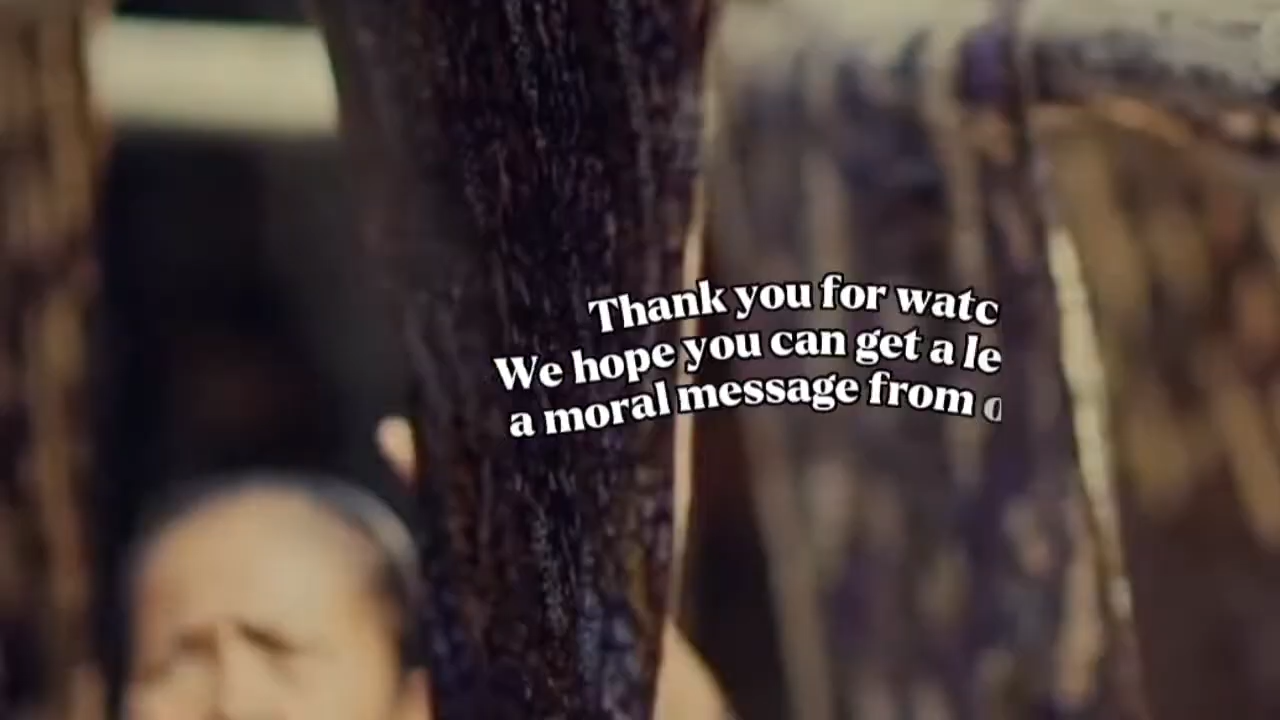 Thank you for watc
We hope you can get a le
a moral message from